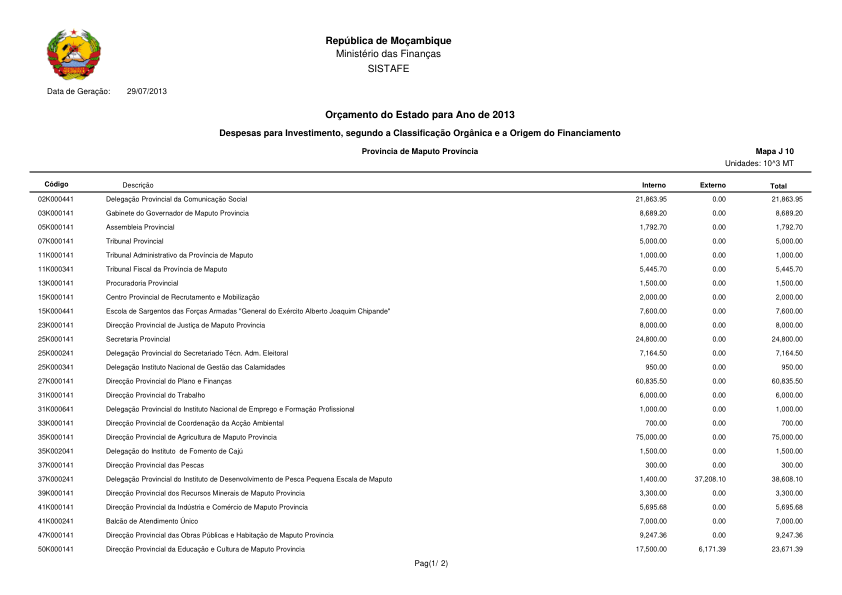 República de Moçambique
Ministério das Finanças
SISTAFE
Data de Geração: 29/07/2013
Orçamento do Estado para Ano de 2013
Despesas para Investimento, segundo a Classificação Orgânica e a Origem do Financiamento
Provincia de Maputo Província Mapa J 10
Unidades: 10^3 MT
Código Descrição Interno Externo Total
02K000441 Delegação Provincial da Comunicação Social 21,863.95 0.00 21,863.95
03K000141 Gabinete do Governador de Maputo Provincia 8,689.20 0.00 8,689.20
05K000141 Assembleia Provincial 1,792.70 0.00 1,792.70
07K000141 Tribunal Provincial 5,000.00 0.00 5,000.00
11K000141 Tribunal Administrativo da Província de Maputo 1,000.00 0.00 1,000.00
11K000341 Tribunal Fiscal da Província de Maputo 5,445.70 0.00 5,445.70
13K000141 Procuradoria Provincial 1,500.00 0.00 1,500.00
15K000141 Centro Provincial de Recrutamento e Mobilização 2,000.00 0.00 2,000.00
15K000441 Escola de Sargentos das Forças Armadas "General do Exército Alberto Joaquim Chipande" 7,600.00 0.00 7,600.00
23K000141 Direcção Provincial de Justiça de Maputo Provincia 8,000.00 0.00 8,000.00
25K000141 Secretaria Provincial 24,800.00 0.00 24,800.00
25K000241 Delegação Provincial do Secretariado Técn. Adm. Eleitoral 7,164.50 0.00 7,164.50
25K000341 Delegação Instituto Nacional de Gestão das Calamidades 950.00 0.00 950.00
27K000141 Direcção Provincial do Plano e Finanças 60,835.50 0.00 60,835.50
31K000141 Direcção Provincial do Trabalho 6,000.00 0.00 6,000.00
31K000641 Delegação Provincial do Instituto Nacional de Emprego e Formação Profissional 1,000.00 0.00 1,000.00
33K000141 Direcção Provincial de Coordenação da Acção Ambiental 700.00 0.00 700.00
35K000141 Direcção Provincial de Agricultura de Maputo Provincia 75,000.00 0.00 75,000.00
35K002041 Delegação do Instituto de Fomento de Cajú 1,500.00 0.00 1,500.00
37K000141 Direcção Provincial das Pescas 300.00 0.00 300.00
37K000241 Delegação Provincial do Instituto de Desenvolvimento de Pesca Pequena Escala de Maputo 1,400.00 37,208.10 38,608.10
39K000141 Direcção Provincial dos Recursos Minerais de Maputo Provincia 3,300.00 0.00 3,300.00
41K000141 Direcção Provincial da Indústria e Comércio de Maputo Provincia 5,695.68 0.00 5,695.68
41K000241 Balcão de Atendimento Único 7,000.00 0.00 7,000.00
47K000141 Direcção Provincial das Obras Públicas e Habitação de Maputo Provincia 9,247.36 0.00 9,247.36
50K000141 Direcção Provincial da Educação e Cultura de Maputo Provincia 17,500.00 6,171.39 23,671.39
Pag(1/ 2)